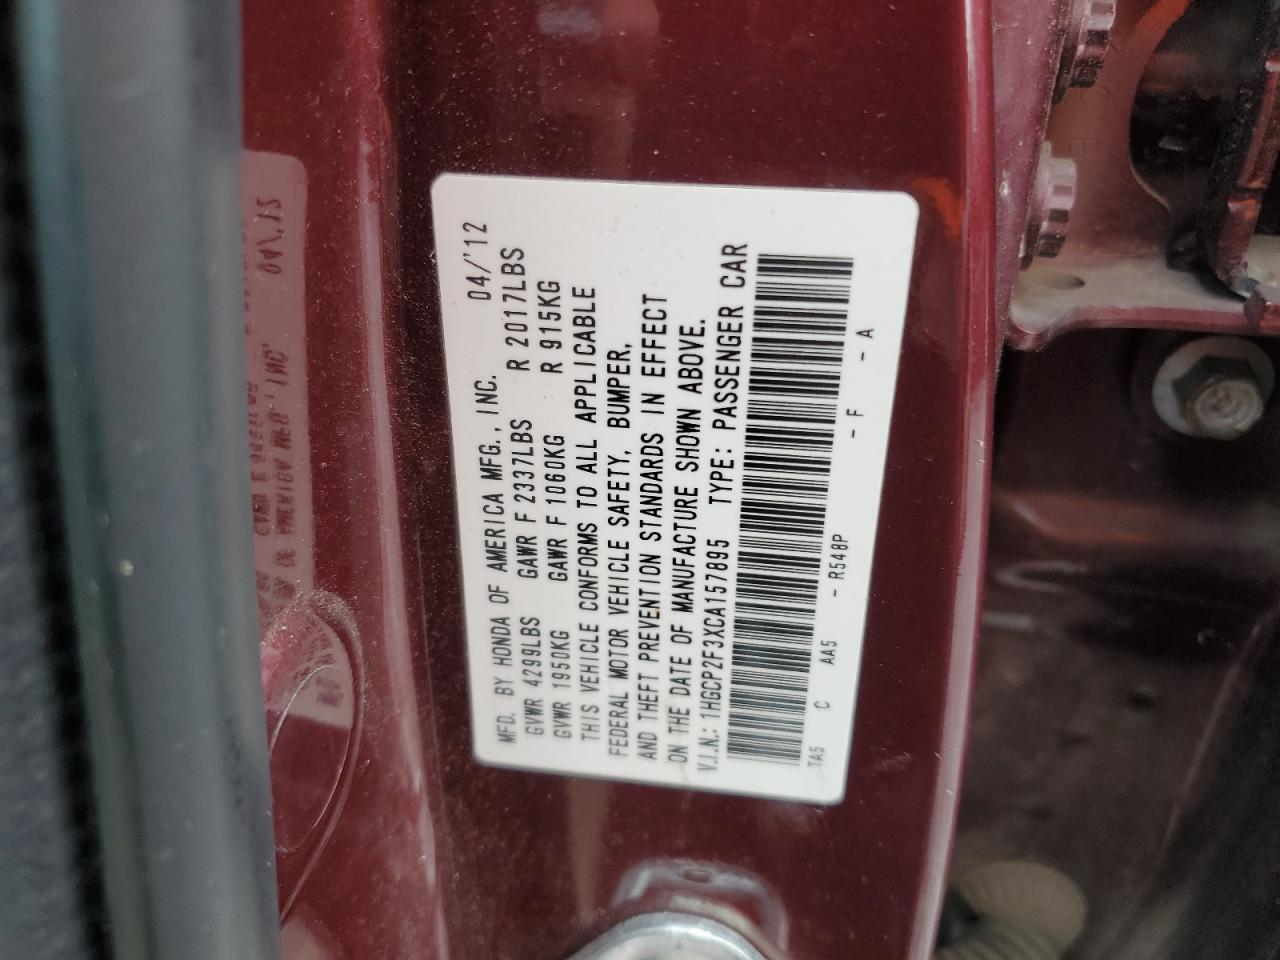 MFD. BY HONDA OF AMERICA MFG., INC. 04/'12
GVWR 4299LBS GAWR F 2337LBS R 2017LBS
GVWR 1950KG GAWR F 1060KG R 915KG
THIS VEHICLE CONFORMS TO ALL APPLICABLE
FEDERAL MOTOR VEHICLE SAFETY, BUMPER,
AND THEFT PREVENTION STANDARDS IN EFFECT
ON THE DATE OF MANUFACTURE SHOWN ABOVE.
V.I.N.: 1HGCP2F3XCA157895 TYPE: PASSENGER CAR
TA5 C AA5 - R548P - F - A